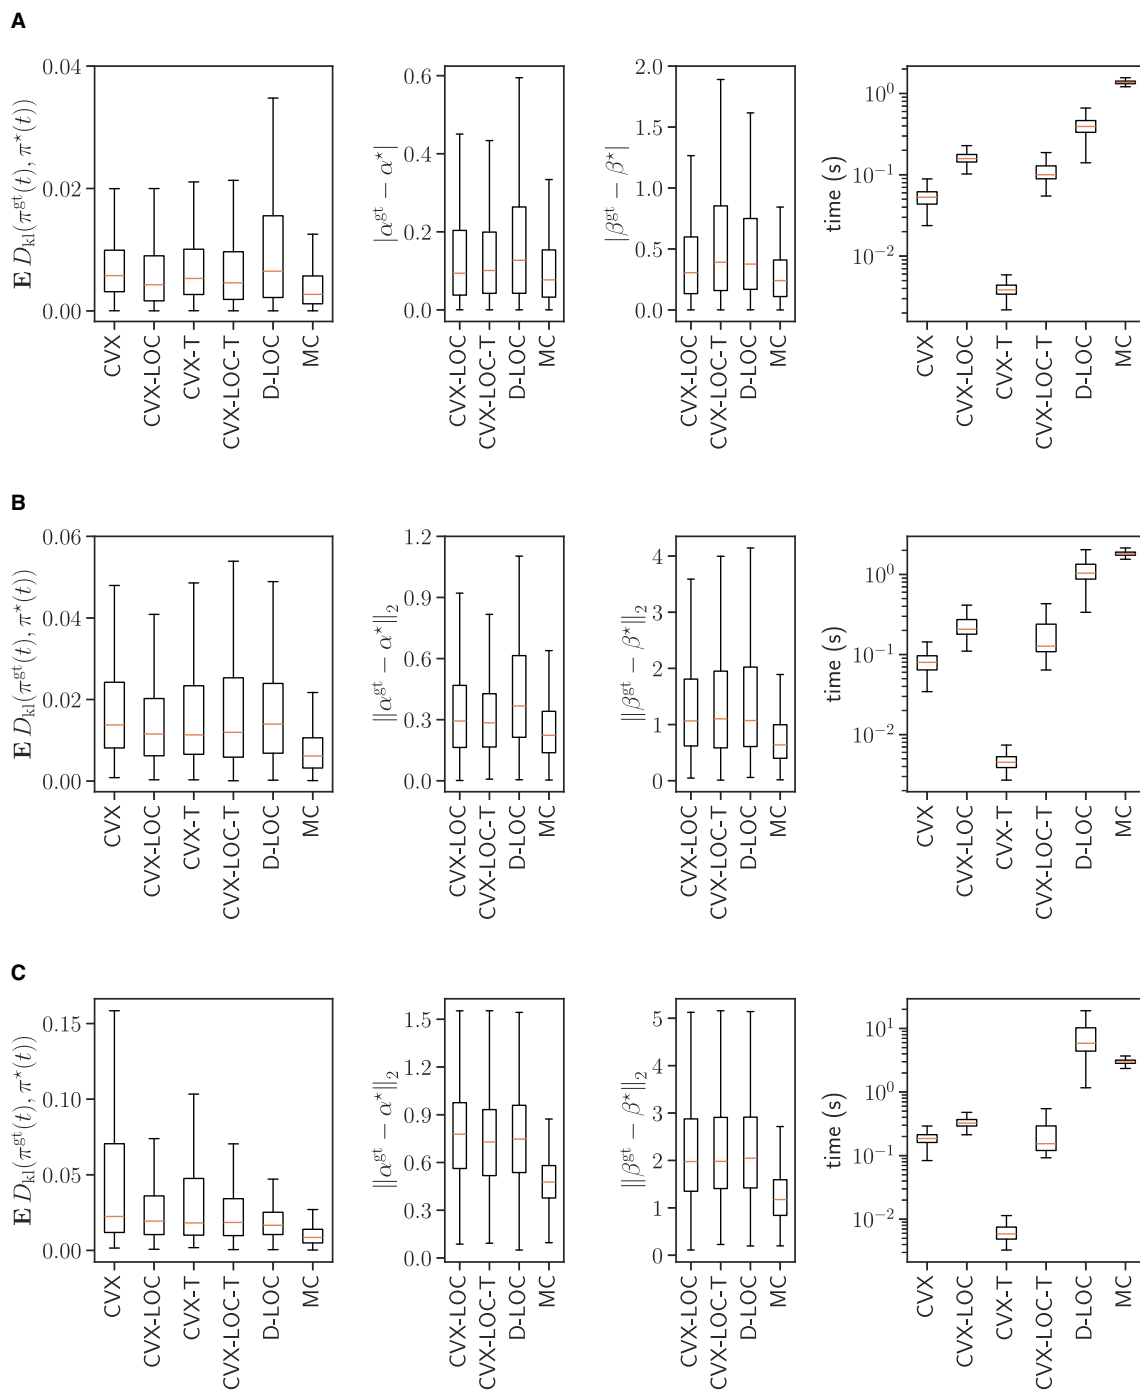 A
0.04
0.02
0.00
𝐄 D_kl(π^gt(t), π*(t))
CVX
CVX-LOC
CVX-T
CVX-LOC-T
D-LOC
MC
0.6
0.4
0.2
0.0
|α^gt − α*|
CVX-LOC
CVX-LOC-T
D-LOC
MC
2.0
1.5
1.0
0.5
0.0
|β^gt − β*|
CVX-LOC
CVX-LOC-T
D-LOC
MC
10^0
10^−1
10^−2
time (s)
CVX
CVX-LOC
CVX-T
CVX-LOC-T
D-LOC
MC
B
0.06
0.04
0.02
0.00
𝐄 D_kl(π^gt(t), π*(t))
CVX
CVX-LOC
CVX-T
CVX-LOC-T
D-LOC
MC
1.2
0.9
0.6
0.3
0.0
||α^gt − α*||_2
CVX-LOC
CVX-LOC-T
D-LOC
MC
4
3
2
1
0
||β^gt − β*||_2
CVX-LOC
CVX-LOC-T
D-LOC
MC
10^0
10^−1
10^−2
time (s)
CVX
CVX-LOC
CVX-T
CVX-LOC-T
D-LOC
MC
C
0.15
0.10
0.05
0.00
𝐄 D_kl(π^gt(t), π*(t))
CVX
CVX-LOC
CVX-T
CVX-LOC-T
D-LOC
MC
1.5
1.2
0.9
0.6
0.3
0.0
||α^gt − α*||_2
CVX-LOC
CVX-LOC-T
D-LOC
MC
5
4
3
2
1
0
||β^gt − β*||_2
CVX-LOC
CVX-LOC-T
D-LOC
MC
10^1
10^0
10^−1
10^−2
time (s)
CVX
CVX-LOC
CVX-T
CVX-LOC-T
D-LOC
MC